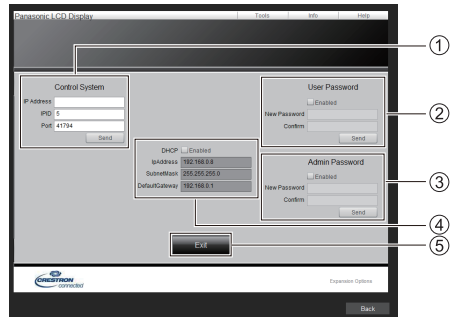 Panasonic LCD Display
Tools
Info
Help
①
Control System
IP Address
IPID 5
Port 41794
Send
User Password
Enabled
New Password
Confirm
Send
②
Admin Password
Enabled
New Password
Confirm
Send
③
DHCP Enabled
IpAddress 192.168.0.8
SubnetMask 255.255.255.0
DefaultGateway 192.168.0.1
④
Exit
⑤
CRESTRON
connected
Expansion Options
Back